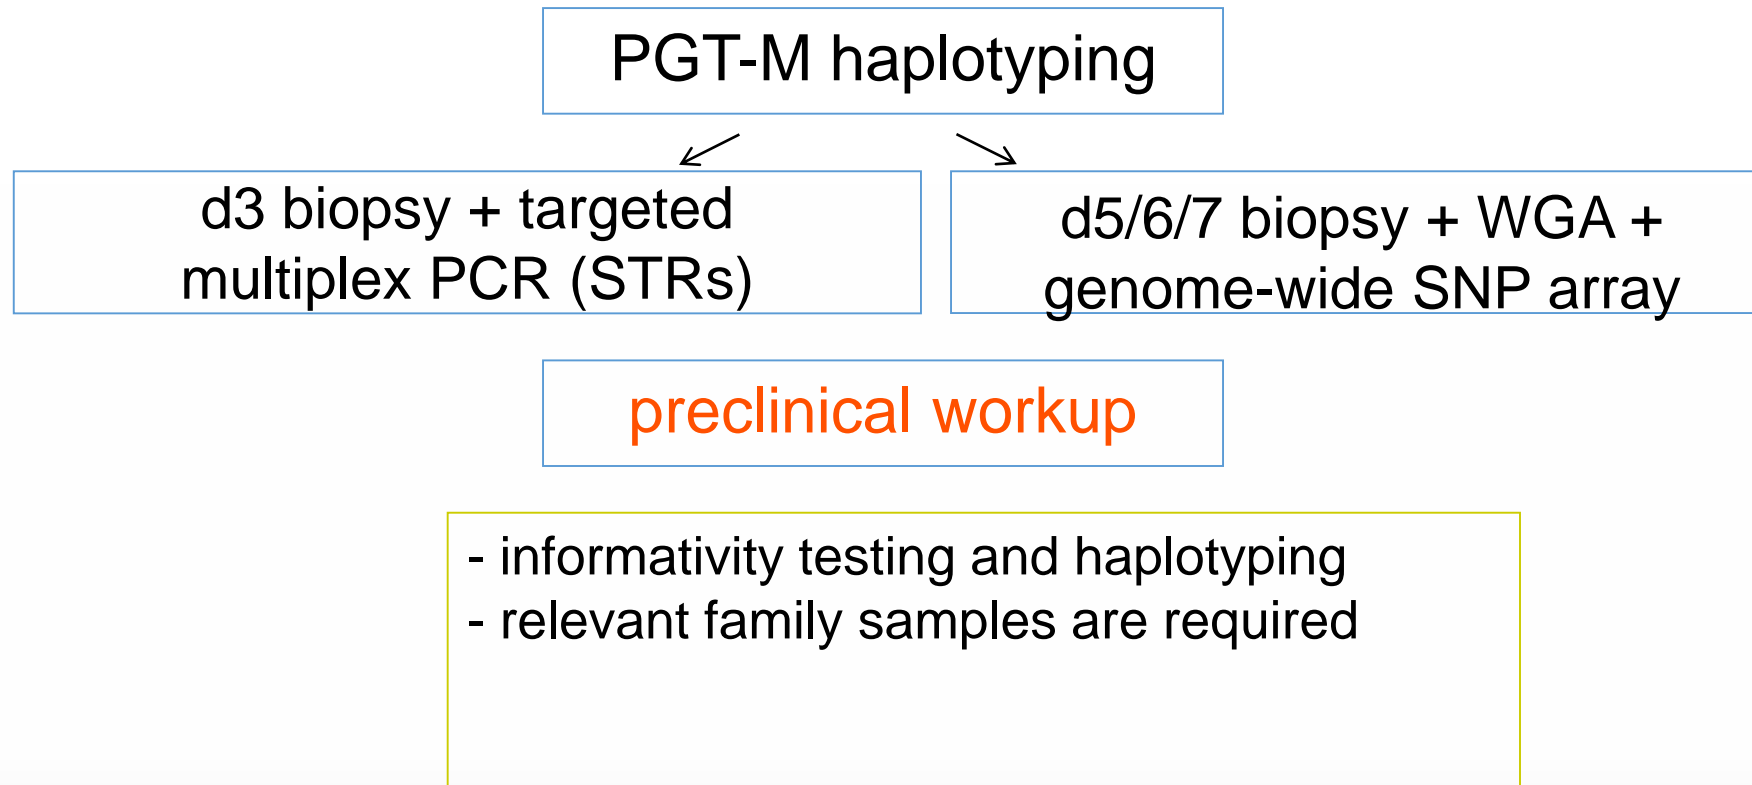 PGT-M haplotyping
d3 biopsy + targeted
multiplex PCR (STRs)
d5/6/7 biopsy + WGA +
genome-wide SNP array
preclinical workup
- informativity testing and haplotyping
- relevant family samples are required